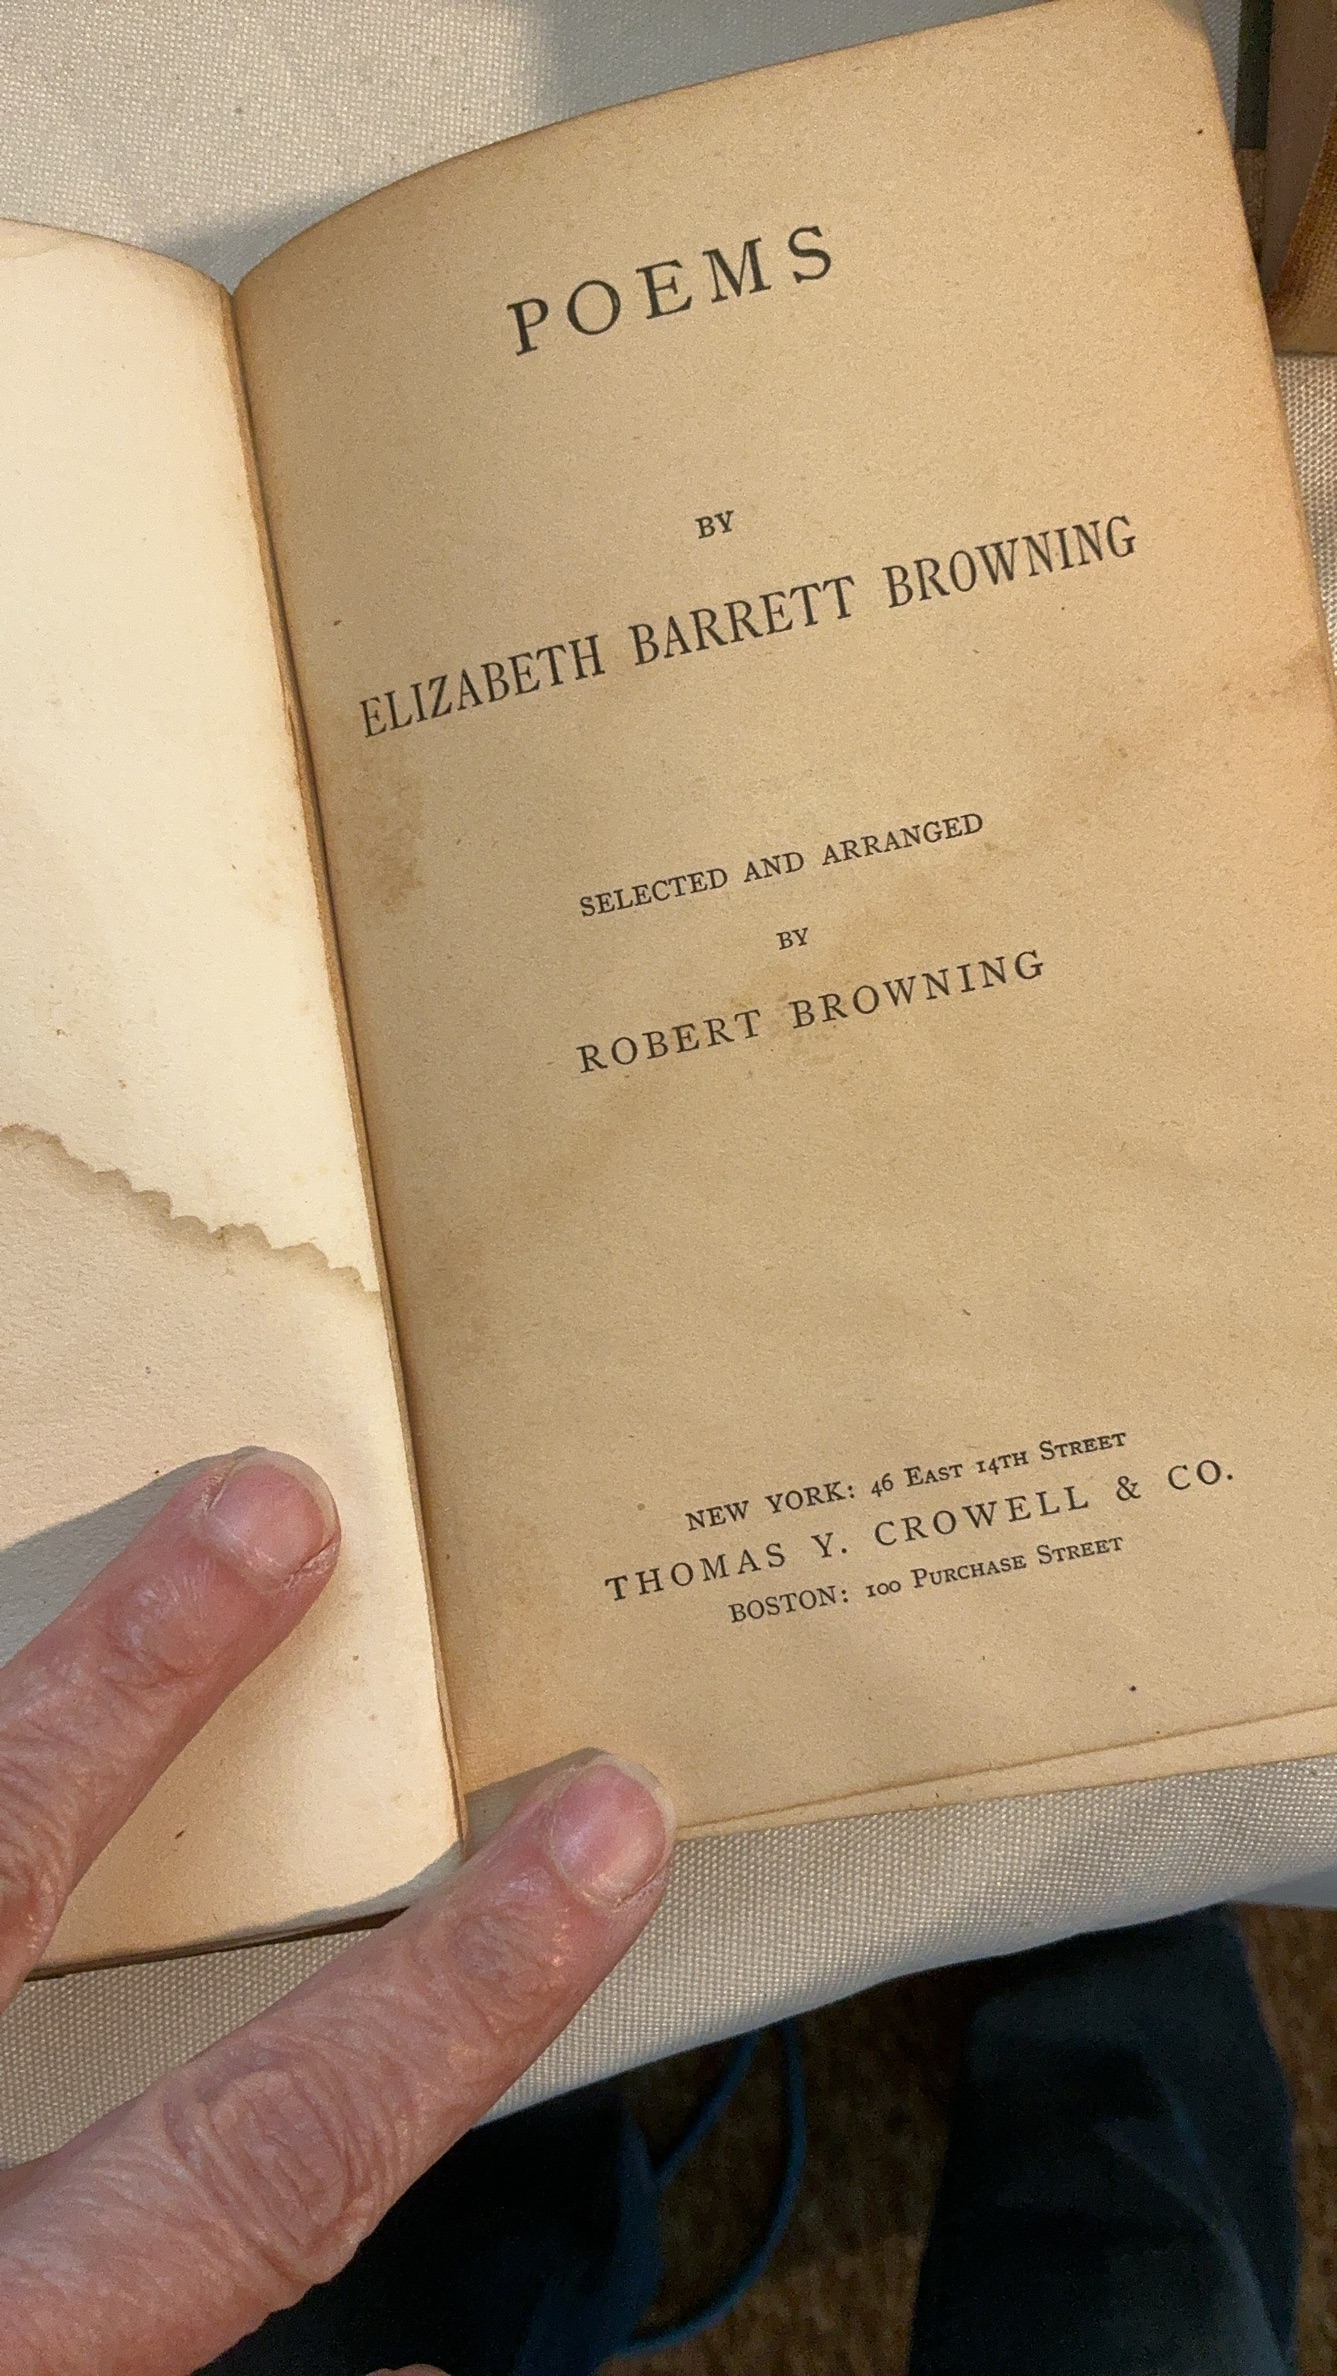 POEMS
BY
ELIZABETH BARRETT BROWNING
SELECTED AND ARRANGED
BY
ROBERT BROWNING
NEW YORK: 46 EAST 14TH STREET
THOMAS Y. CROWELL & CO.
BOSTON: 100 PURCHASE STREET